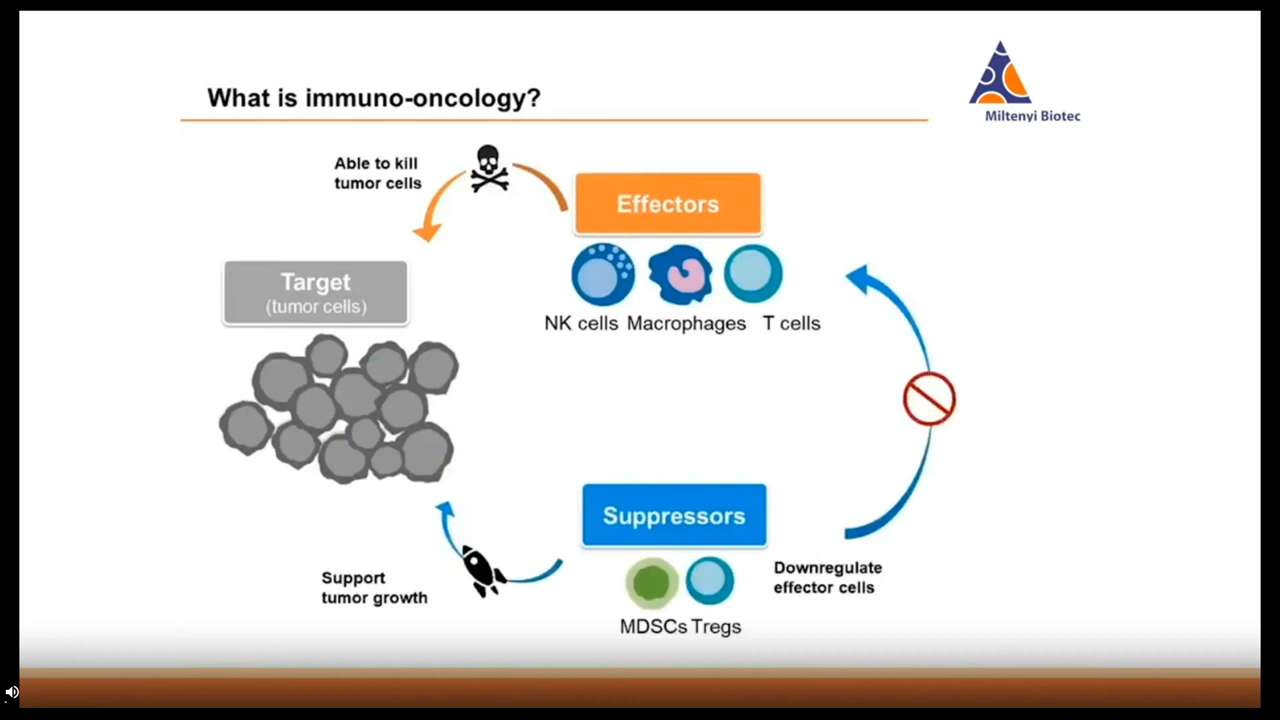 What is immuno-oncology?
Miltenyi Biotec
Able to kill
tumor cells
Effectors
NK cells Macrophages T cells
Target
(tumor cells)
Suppressors
MDSCs Tregs
Downregulate
effector cells
Support
tumor growth